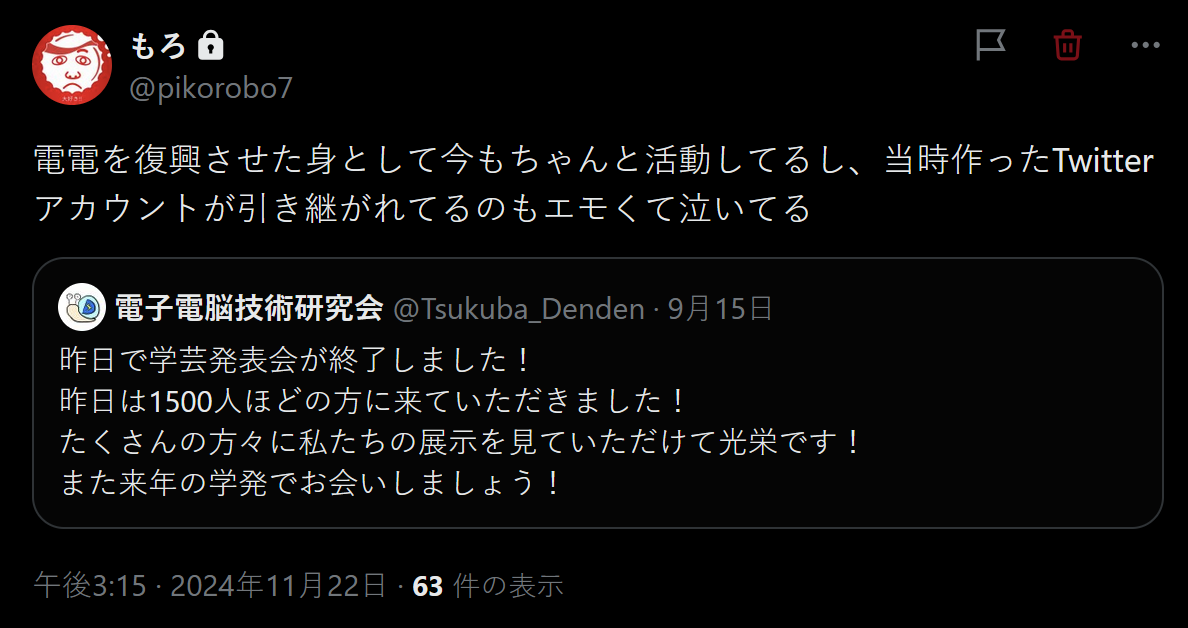 もろ
@pikorobo7
電電を復興させた身として今もちゃんと活動してるし、当時作ったTwitter
アカウントが引き継がれてるのもエモくて泣いてる
電子電脳技術研究会 @Tsukuba_Denden · 9月15日
昨日で学芸発表会が終了しました！
昨日は1500人ほどの方に来ていただきました！
たくさんの方々に私たちの展示を見ていただけて光栄です！
また来年の学発でお会いしましょう！
午後3:15 · 2024年11月22日 · 63 件の表示